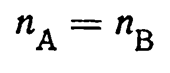 n_A = n_B